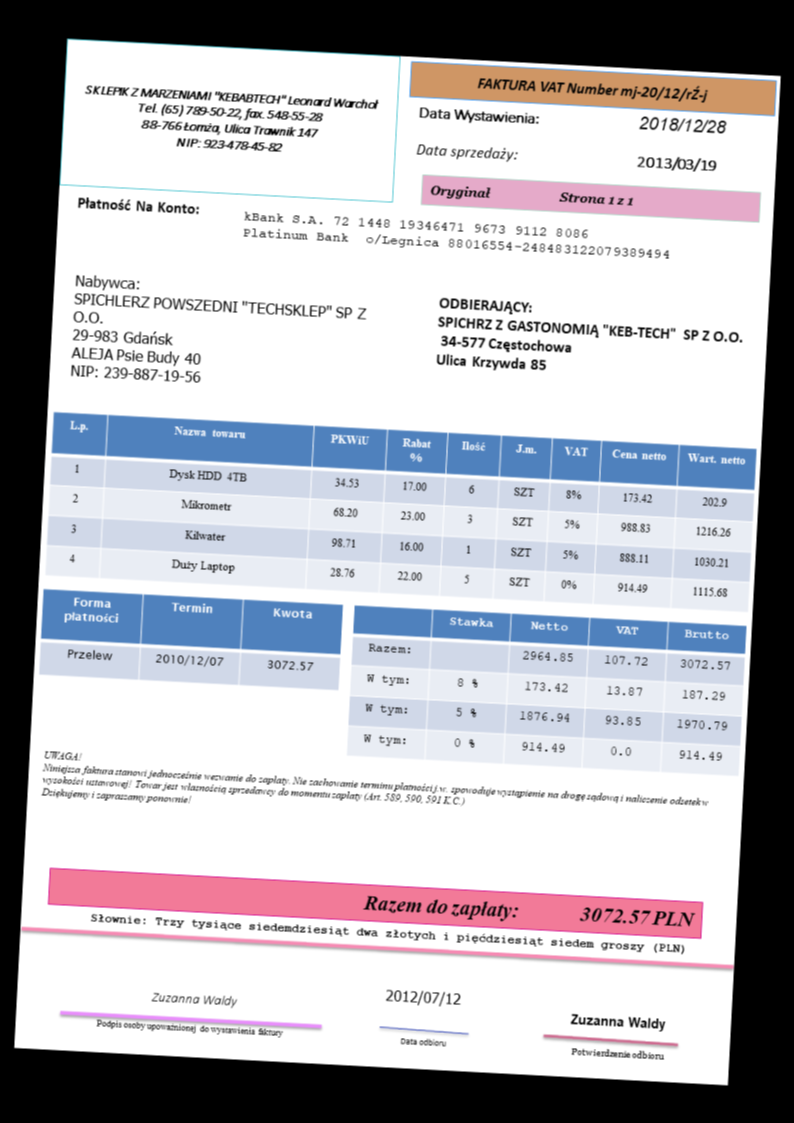 SKLEPIK Z MARZENIAMI "KEBABTECH" Leonard Warchoł
Tel. (65) 789-50-22, fax. 548-55-28
88-766 Łomża, Ulica Trawnik 147
NIP: 923-478-45-82
FAKTURA VAT Number mj-20/12/rŹ-j
Data Wystawienia: 2018/12/28
Data sprzedaży: 2013/03/19
Oryginał Strona 1 z 1
Płatność Na Konto:
kBank S.A. 72 1448 19346471 9673 9112 8086
Platinum Bank o/Legnica 88016554-248483122079389494
Nabywca:
SPICHLERZ POWSZEDNI "TECHSKLEP" SP Z
O.O.
29-983 Gdańsk
ALEJA Psie Budy 40
NIP: 239-887-19-56
ODBIERAJĄCY:
SPICHRZ Z GASTONOMIĄ "KEB-TECH" SP Z O.O.
34-577 Częstochowa
Ulica Krzywda 85
L.p. Nazwa towaru PKWiU Rabat % Ilość J.m. VAT Cena netto Wart. netto
1 Dysk HDD 4TB 34.53 17.00 6 SZT 8% 173.42 202.9
2 Mikrometr 68.20 23.00 3 SZT 5% 988.83 1216.26
3 Kilwater 98.71 16.00 1 SZT 5% 888.11 1030.21
4 Duży Laptop 28.76 22.00 5 SZT 0% 914.49 1115.68
Forma płatności Termin Kwota
Przelew 2010/12/07 3072.57
Stawka Netto VAT Brutto
Razem: 2964.85 107.72 3072.57
W tym: 8 % 173.42 13.87 187.29
W tym: 5 % 1876.94 93.85 1970.79
W tym: 0 % 914.49 0.0 914.49
UWAGA!
Niniejsza faktura stanowi jednocześnie wezwanie do zapłaty. Nie zachowanie terminu płatności j.w. spowoduje wystąpienie na drogę sądową i naliczenie odsetek w
wysokości ustawowej! Towar jest własnością sprzedawcy do momentu zapłaty (Art. 589, 590, 591 K.C.)
Dziękujemy i zapraszamy ponownie!
Razem do zapłaty: 3072.57 PLN
Słownie: Trzy tysiące siedemdziesiąt dwa złotych i pięćdziesiąt siedem groszy (PLN)
Zuzanna Waldy
Podpis osoby upoważnionej do wystawienia faktury
2012/07/12
Data odbioru
Zuzanna Waldy
Potwierdzenie odbioru